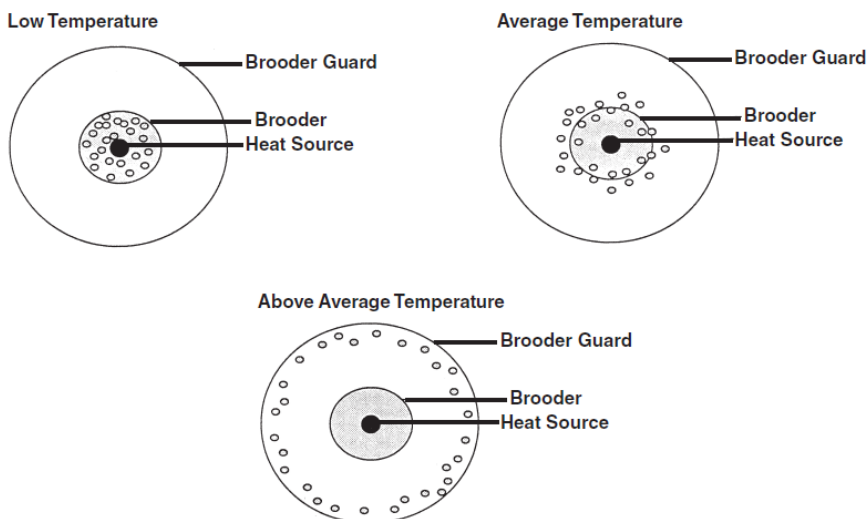 Low Temperature
Brooder Guard
Brooder
Heat Source
Average Temperature
Brooder Guard
Brooder
Heat Source
Above Average Temperature
Brooder Guard
Brooder
Heat Source